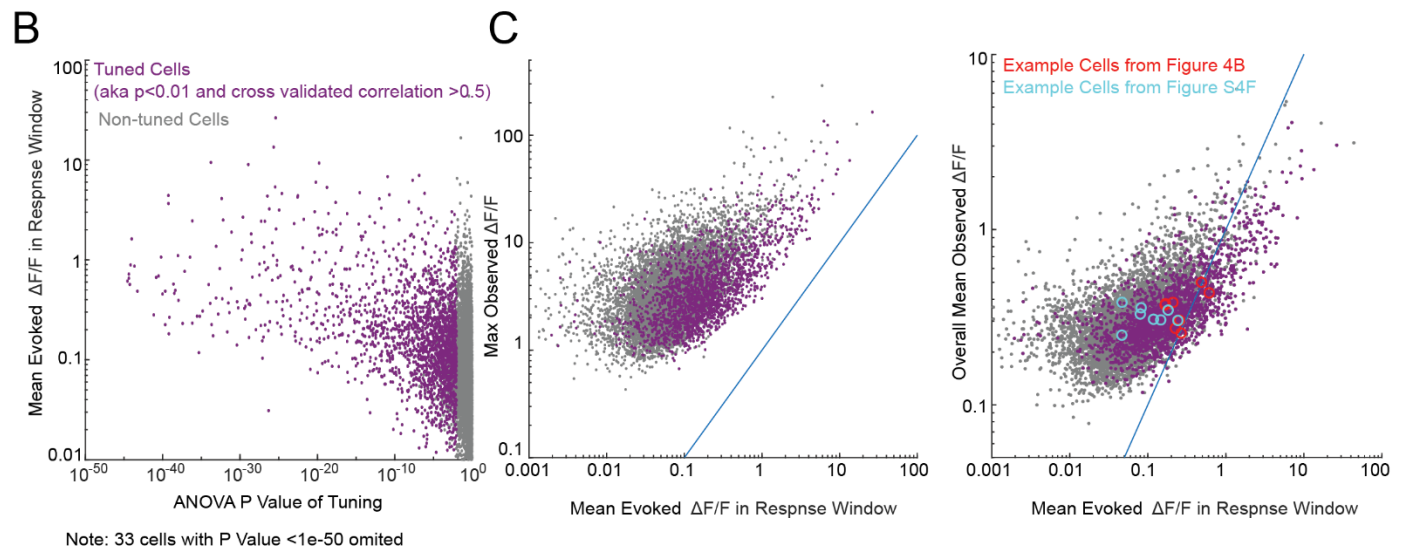 B
Tuned Cells
(aka p<0.01 and cross validated correlation >0.5)
Non-tuned Cells
Mean Evoked ΔF/F in Respnse Window
100
10
1
0.1
0.01
10⁻⁵⁰ 10⁻⁴⁰ 10⁻³⁰ 10⁻²⁰ 10⁻¹⁰ 10⁰
ANOVA P Value of Tuning
Note: 33 cells with P Value <1e-50 omited
C
Max Observed ΔF/F
100
10
1
0.1
0.001 0.01 0.1 1 10 100
Mean Evoked ΔF/F in Respnse Window
Example Cells from Figure 4B
Example Cells from Figure S4F
Overall Mean Observed ΔF/F
10
1
0.1
0.001 0.01 0.1 1 10 100
Mean Evoked ΔF/F in Respnse Window